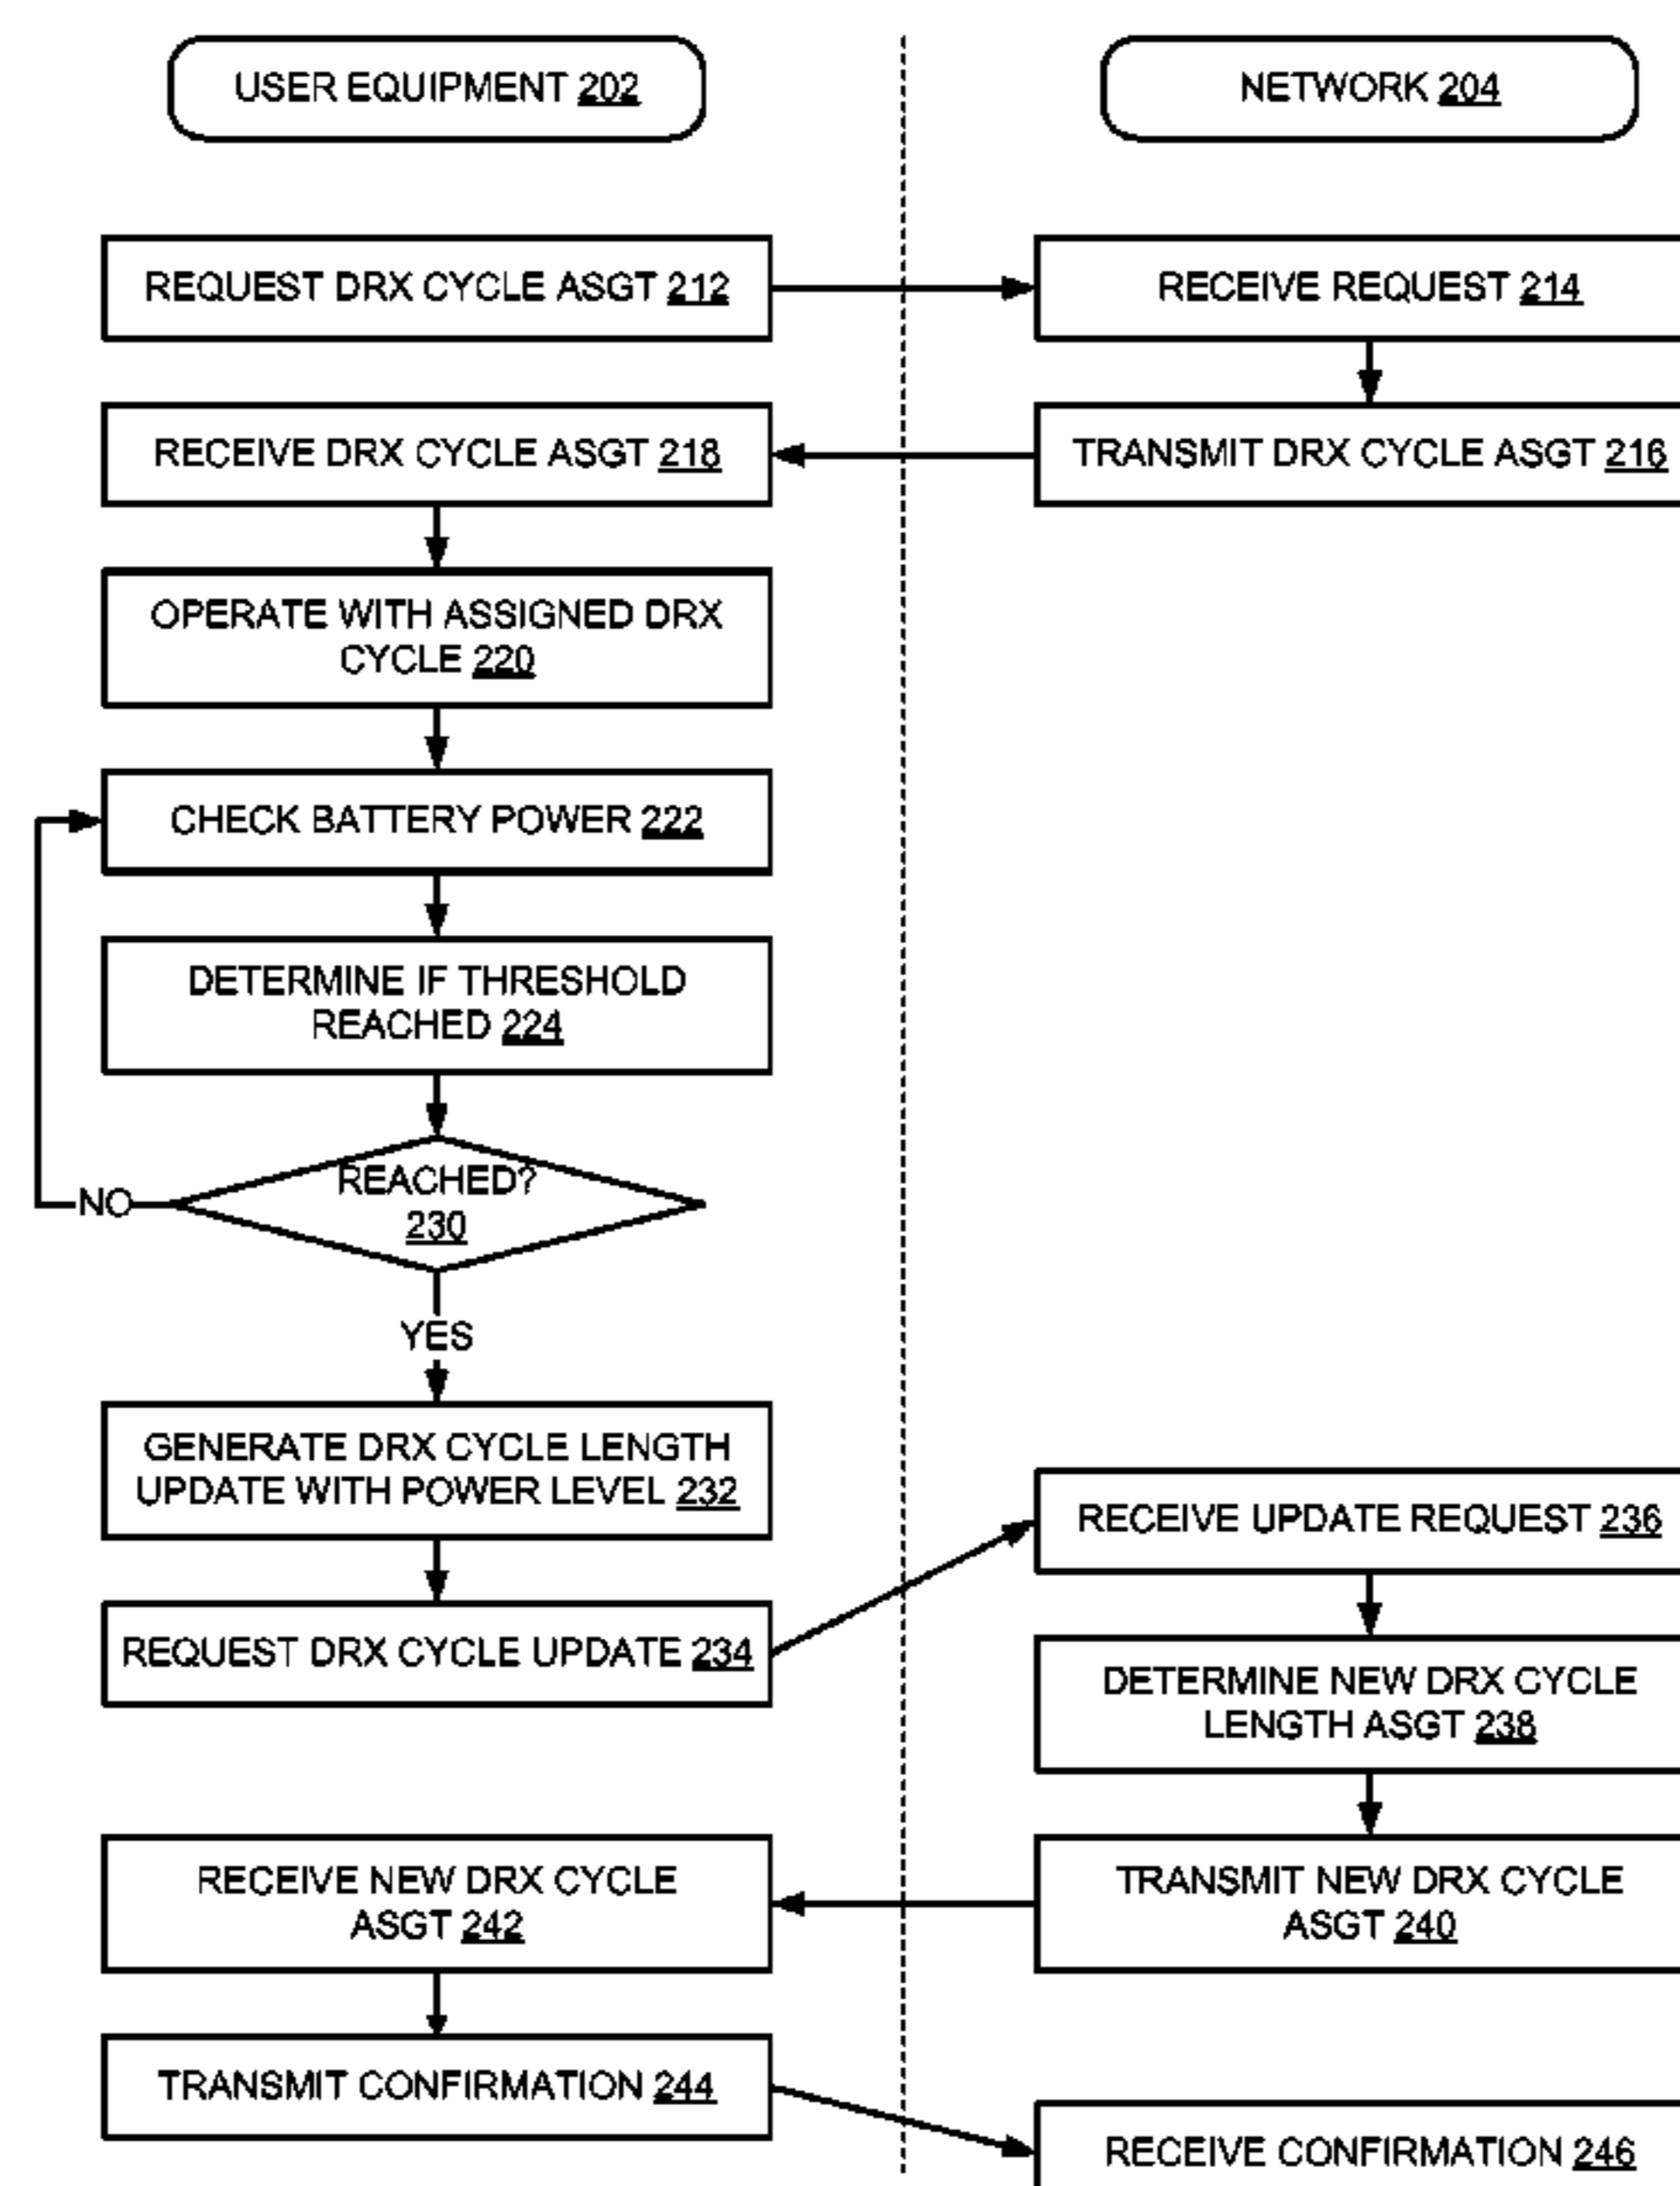 USER EQUIPMENT 202
NETWORK 204
REQUEST DRX CYCLE ASGT 212
RECEIVE REQUEST 214
RECEIVE DRX CYCLE ASGT 218
TRANSMIT DRX CYCLE ASGT 216
OPERATE WITH ASSIGNED DRX
CYCLE 220
CHECK BATTERY POWER 222
DETERMINE IF THRESHOLD
REACHED 224
REACHED?
230
NO
YES
GENERATE DRX CYCLE LENGTH
UPDATE WITH POWER LEVEL 232
RECEIVE UPDATE REQUEST 236
REQUEST DRX CYCLE UPDATE 234
DETERMINE NEW DRX CYCLE
LENGTH ASGT 238
RECEIVE NEW DRX CYCLE
ASGT 242
TRANSMIT NEW DRX CYCLE
ASGT 240
TRANSMIT CONFIRMATION 244
RECEIVE CONFIRMATION 246